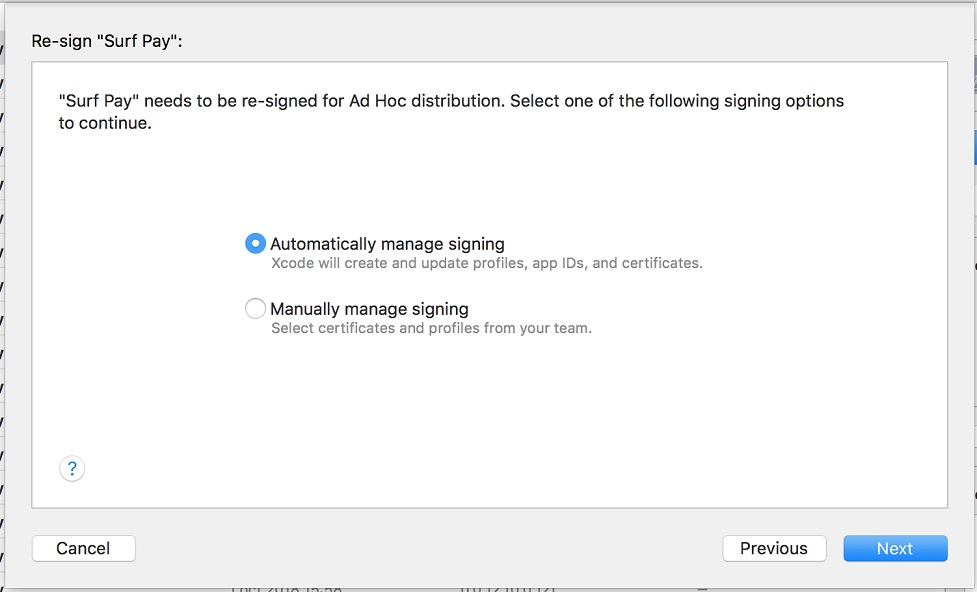 Re-sign "Surf Pay":
"Surf Pay" needs to be re-signed for Ad Hoc distribution. Select one of the following signing options
to continue.
Automatically manage signing
Xcode will create and update profiles, app IDs, and certificates.
Manually manage signing
Select certificates and profiles from your team.
?
Cancel
Previous
Next